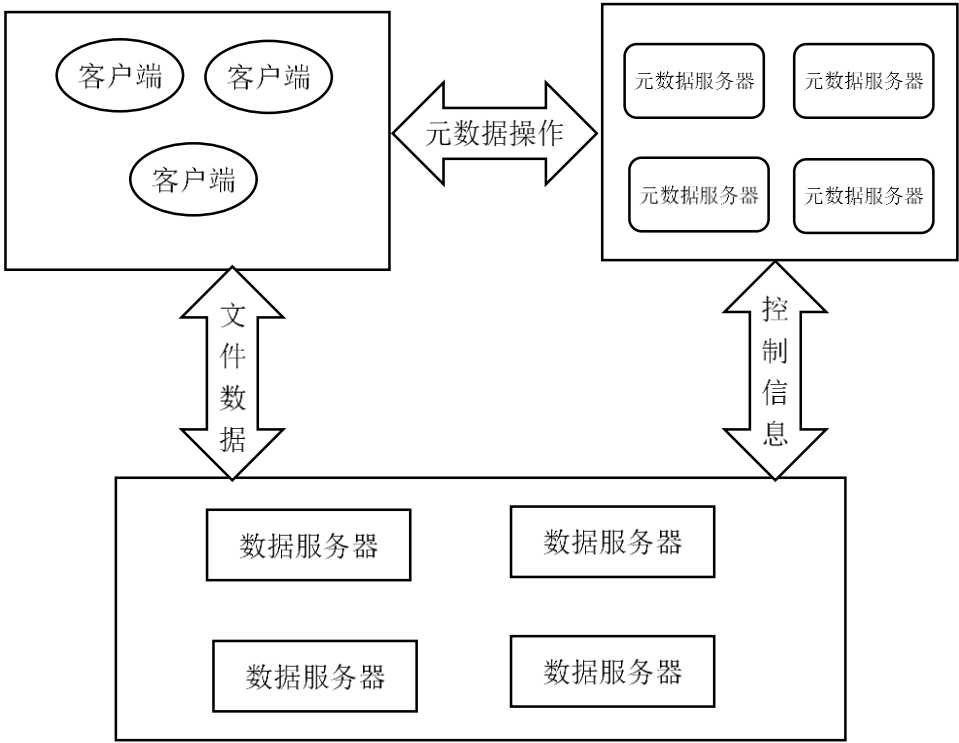 客户端
客户端
客户端
元数据操作
元数据服务器
元数据服务器
元数据服务器
元数据服务器
文件数据
控制信息
数据服务器
数据服务器
数据服务器
数据服务器